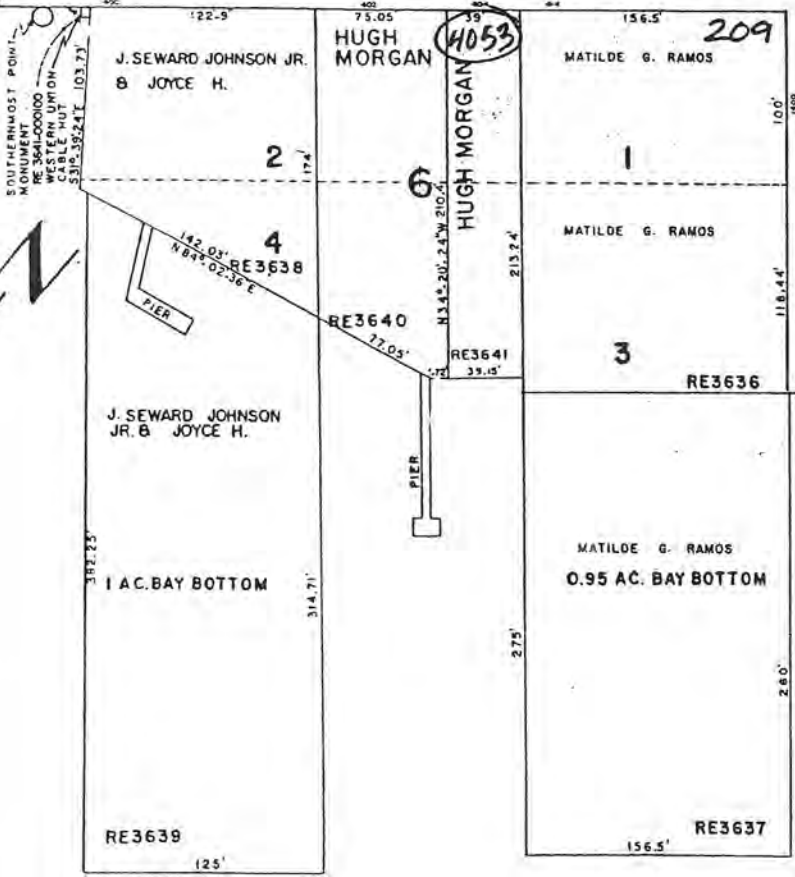 122-9'
402
75.05
39'
156.5'
209
4053
SOUTHERNMOST POINT
MONUMENT
RE 3641-000100
WESTERN UNION
CABLE HUT
S31°.39'.24"E 103.73'
J. SEWARD JOHNSON JR.
& JOYCE H.
HUGH
MORGAN
HUGH MORGAN
MATILDE G. RAMOS
100'
2
174'
6
1
N34°.20'.24"W 210.4
213.24'
MATILDE G. RAMOS
118.44'
4
142.03'
N 84°-02'-36"E
RE3638
PIER
RE3640
77.05'
RE3641
.72'
39.15'
3
RE3636
J. SEWARD JOHNSON
JR. & JOYCE H.
PIER
MATILDE G. RAMOS
0.95 AC. BAY BOTTOM
382.25'
1 AC. BAY BOTTOM
314.71'
275'
260'
RE3639
125'
RE3637
156.5'